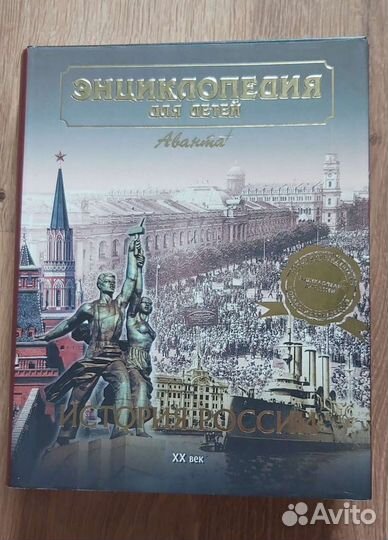 ЭНЦИКЛОПЕДИЯ
ДЛЯ ДЕТЕЙ
Аванта+
ИСТОРИЯ РОССИИ
XX век
Avito